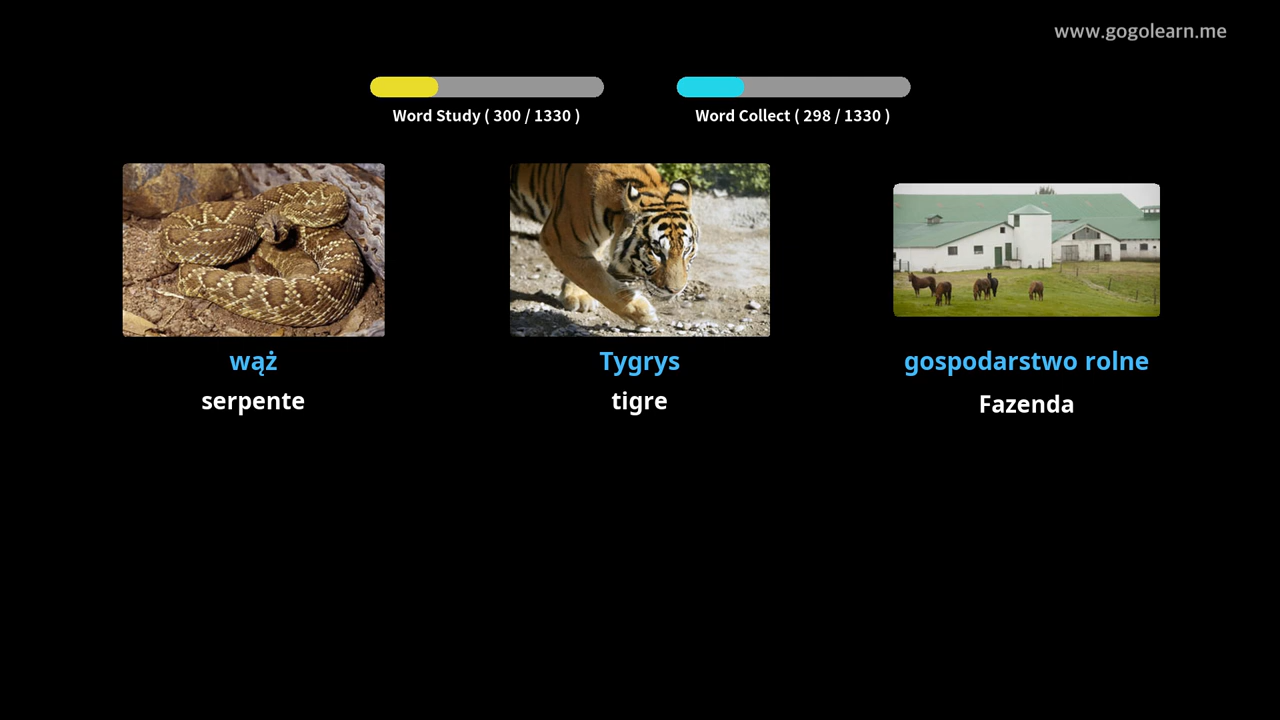 www.gogolearn.me
Word Study ( 300 / 1330 )
Word Collect ( 298 / 1330 )
wąż
Tygrys
gospodarstwo rolne
serpente
tigre
Fazenda